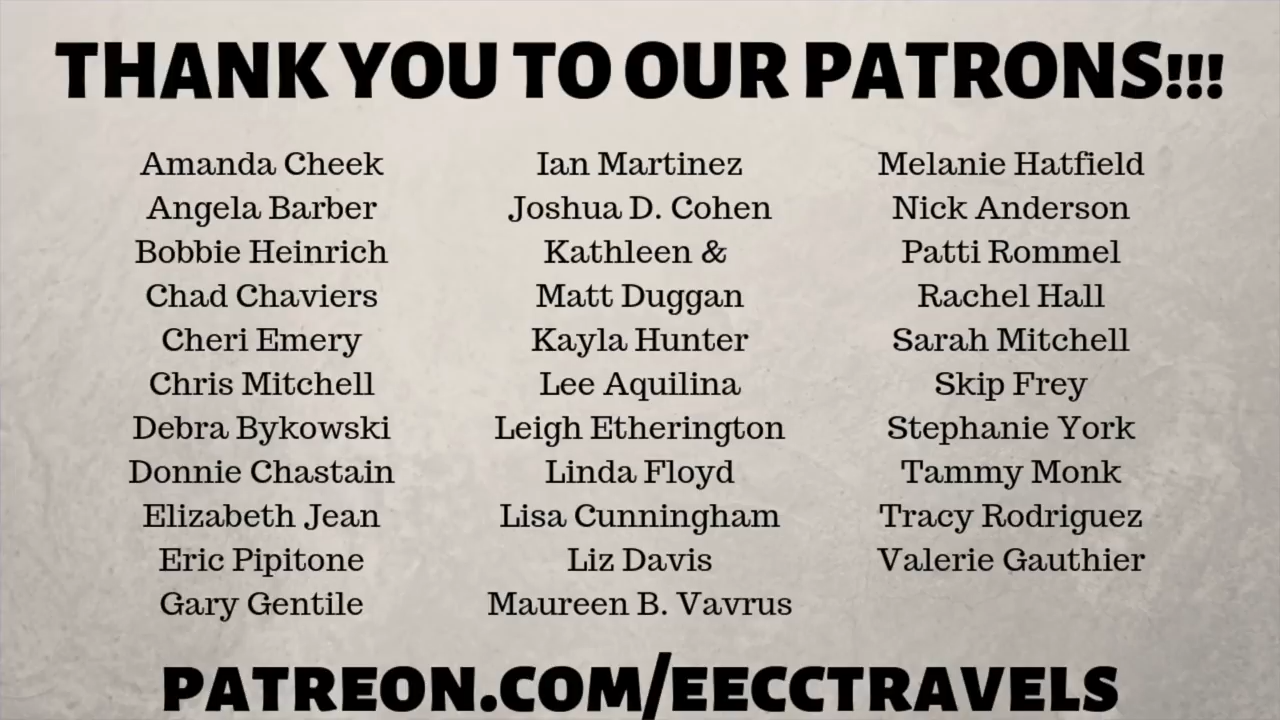 THANK YOU TO OUR PATRONS!!!
Amanda Cheek
Angela Barber
Bobbie Heinrich
Chad Chaviers
Cheri Emery
Chris Mitchell
Debra Bykowski
Donnie Chastain
Elizabeth Jean
Eric Pipitone
Gary Gentile
Ian Martinez
Joshua D. Cohen
Kathleen &
Matt Duggan
Kayla Hunter
Lee Aquilina
Leigh Etherington
Linda Floyd
Lisa Cunningham
Liz Davis
Maureen B. Vavrus
Melanie Hatfield
Nick Anderson
Patti Rommel
Rachel Hall
Sarah Mitchell
Skip Frey
Stephanie York
Tammy Monk
Tracy Rodriguez
Valerie Gauthier
PATREON.COM/EECCTRAVELS